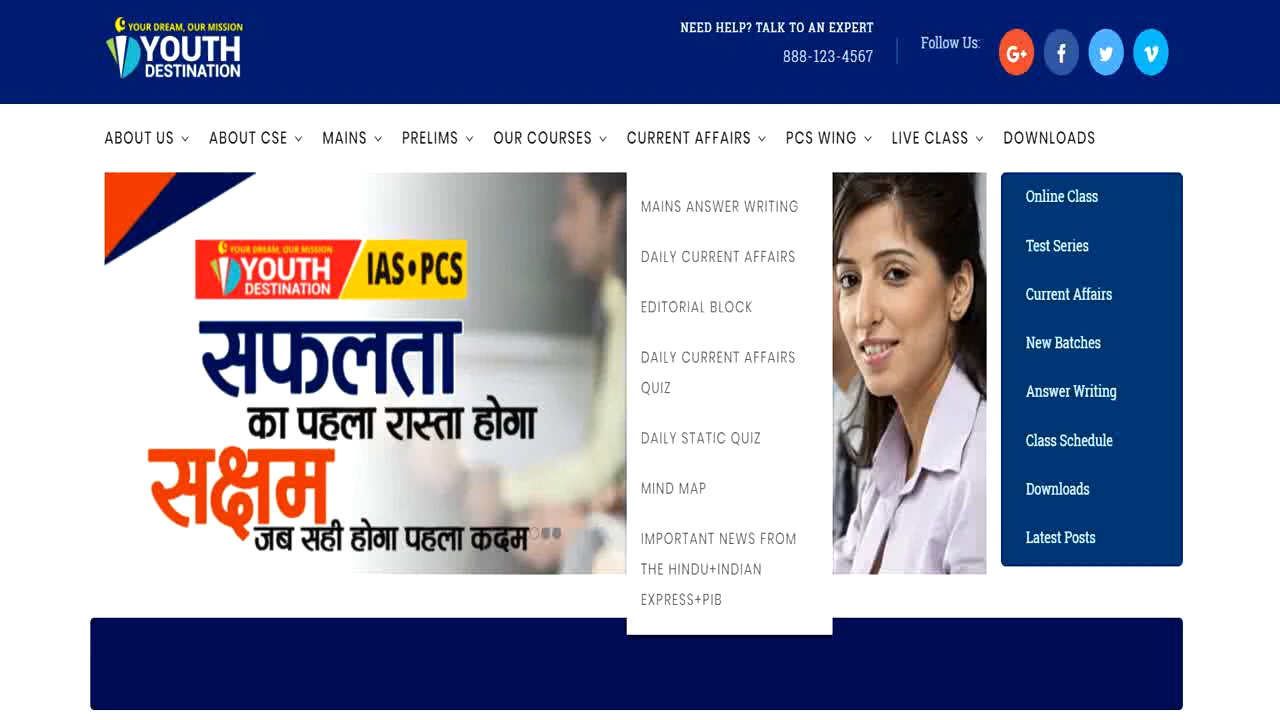 YOUR DREAM, OUR MISSION
YOUTH
DESTINATION
NEED HELP? TALK TO AN EXPERT
888-123-4567
Follow Us:
G+
f
v
ABOUT US
ABOUT CSE
MAINS
PRELIMS
OUR COURSES
CURRENT AFFAIRS
PCS WING
LIVE CLASS
DOWNLOADS
YOUR DREAM, OUR MISSION
YOUTH
DESTINATION
IAS•PCS
सफलता
का पहला रास्ता होगा
सक्षम
जब सही होगा पहला कदम
MAINS ANSWER WRITING
DAILY CURRENT AFFAIRS
EDITORIAL BLOCK
DAILY CURRENT AFFAIRS
QUIZ
DAILY STATIC QUIZ
MIND MAP
IMPORTANT NEWS FROM
THE HINDU+INDIAN
EXPRESS+PIB
Online Class
Test Series
Current Affairs
New Batches
Answer Writing
Class Schedule
Downloads
Latest Posts